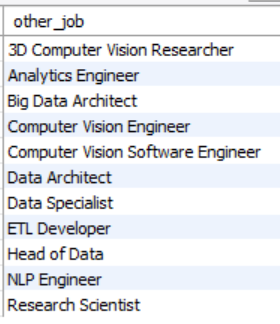 other_job
3D Computer Vision Researcher
Analytics Engineer
Big Data Architect
Computer Vision Engineer
Computer Vision Software Engineer
Data Architect
Data Specialist
ETL Developer
Head of Data
NLP Engineer
Research Scientist